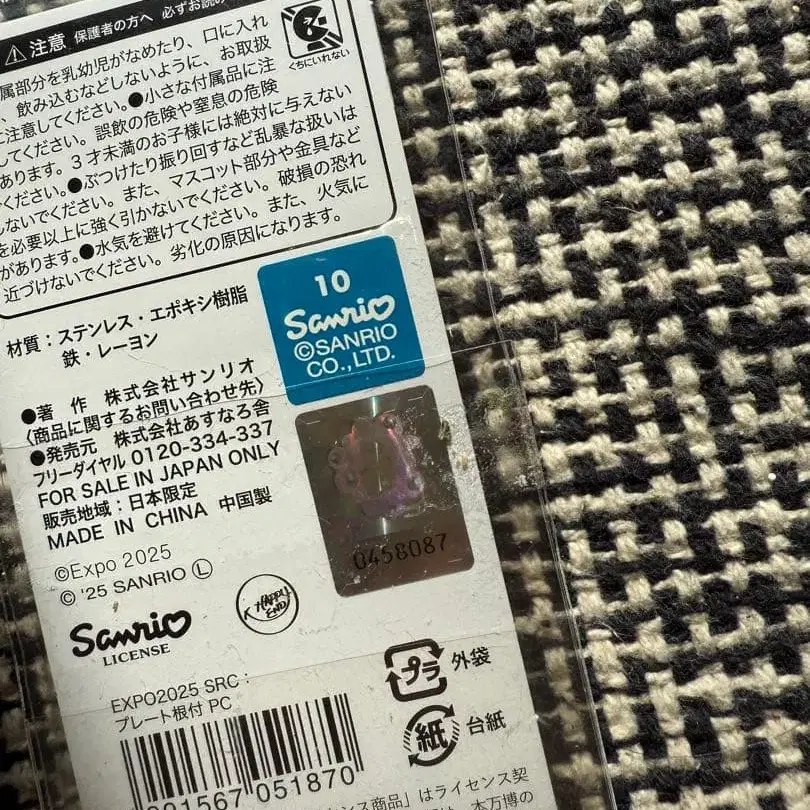 注意 保護者の方へ 必ずお読み
属部分を乳幼児がなめたり、口に入れ
飲み込むなどしないように、お取扱
注意してください。●小さな付属品に注
してください。誤飲の危険や窒息の危険
あります。3才未満のお子様には絶対に与えない
ください。●ぶつけたり振り回すなど乱暴な扱いは
しないでください。また、マスコット部分や金具など
を必要以上に強く引かないでください。破損の恐れ
があります。●水気を避けてください。また、火気に
近づけないでください。劣化の原因になります。
くちにいれない
10
Sanrio
©SANRIO
CO.,LTD.
材質：ステンレス・エポキシ樹脂
鉄・レーヨン
●著 作 株式会社サンリオ
〈商品に関するお問い合わせ先〉
●発売元 株式会社あすなろ舎
フリーダイヤル 0120-334-337
FOR SALE IN JAPAN ONLY
販売地域：日本限定
MADE IN CHINA 中国製
0458087
©Expo 2025
© '25 SANRIO Ⓛ
Sanrio
LICENSE
HAPPY
END
プラ 外袋
紙 台紙
EXPO2025 SRC：
プレート根付 PC
901567 051870
ンス商品」はライセンス契
本万博の